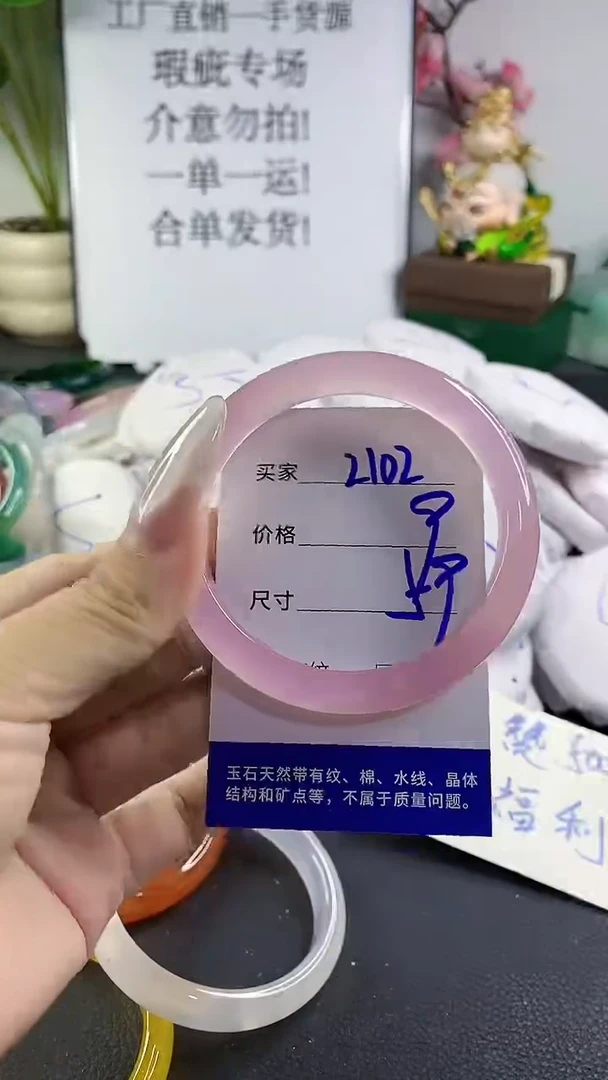 工厂直销一手货源
瑕疵专场
介意勿拍!
一单一运!
合单发货!
买家 2102
价格
尺寸
玉石天然带有纹、棉、水线、晶体
结构和矿点等，不属于质量问题。
福利